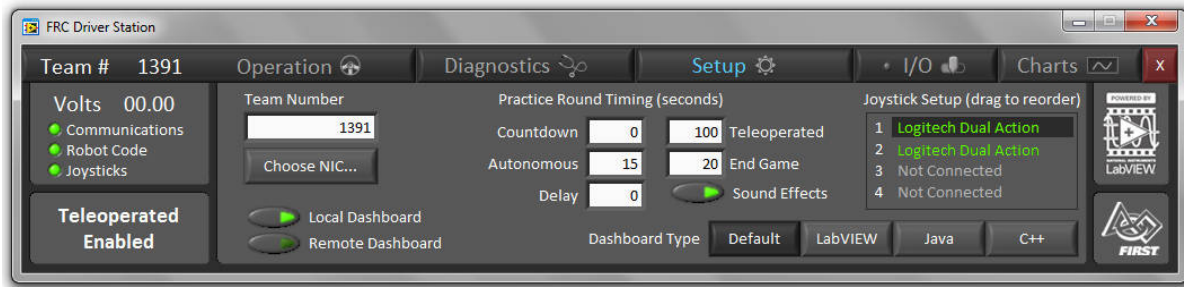 FRC Driver Station
Team # 1391
Operation
Diagnostics
Setup
I/O
Charts
X
Volts 00.00
Communications
Robot Code
Joysticks
Teleoperated
Enabled
Team Number
1391
Choose NIC...
Local Dashboard
Remote Dashboard
Practice Round Timing (seconds)
Countdown 0 100 Teleoperated
Autonomous 15 20 End Game
Delay 0 Sound Effects
Dashboard Type Default LabVIEW Java C++
Joystick Setup (drag to reorder)
1 Logitech Dual Action
2 Logitech Dual Action
3 Not Connected
4 Not Connected
POWERED BY
NATIONAL INSTRUMENTS
LabVIEW
FIRST